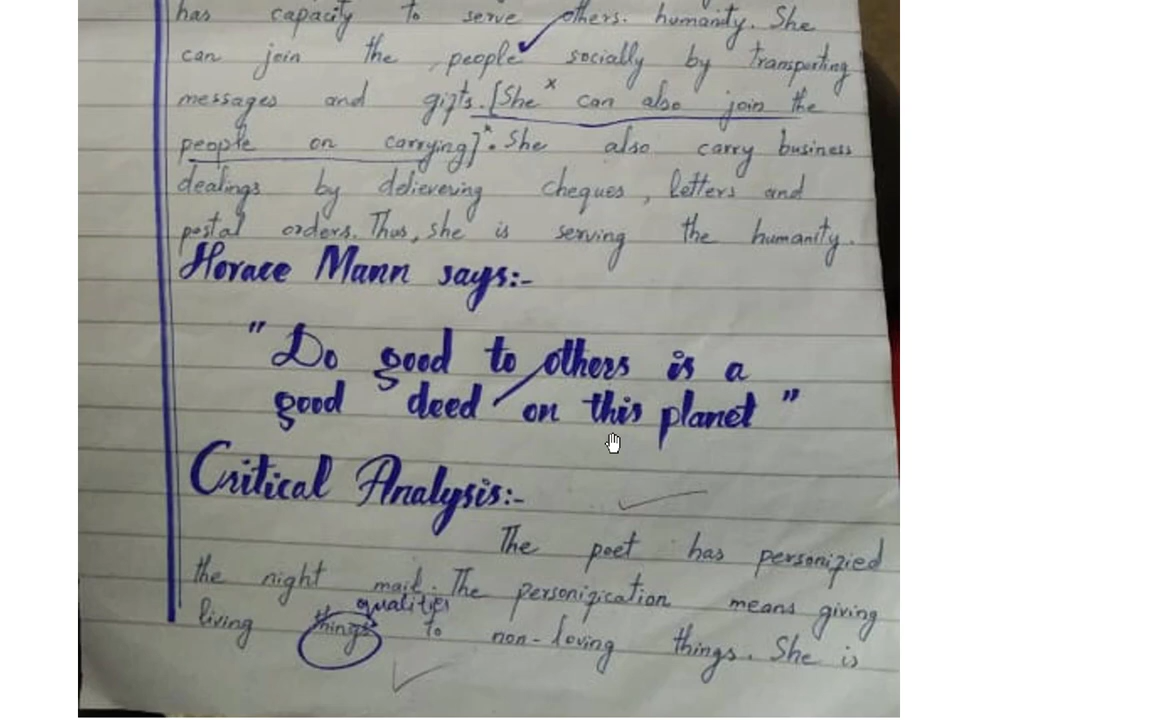 has capacity to serve others. humanity. She
can join the people socially by transporting
messages and gifts. [She x can also join the
people on carrying]x. She also carry business
dealings by delievering cheques, letters and
postal orders. Thus, she is serving the humanity.
Horace Mann says:-
"Do good to others is a
good deed on this planet"
Critical Analysis:-
The poet has personified
the night mail. The personification means giving
qualities
living things to non-loving things. She is